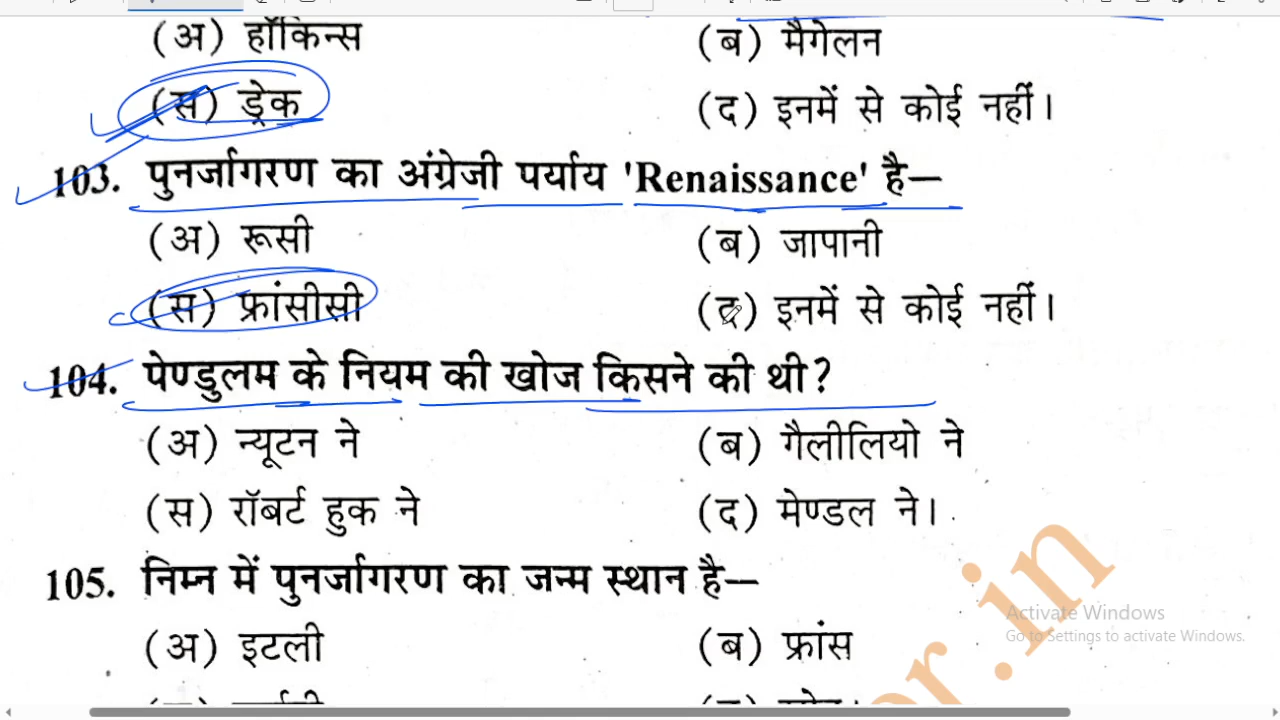 (अ) हॉकिन्स (ब) मैगेलन
(स) ड्रेक (द) इनमें से कोई नहीं।
103. पुनर्जागरण का अंग्रेजी पर्याय 'Renaissance' है—
(अ) रूसी (ब) जापानी
(स) फ्रांसीसी (द) इनमें से कोई नहीं।
104. पेण्डुलम के नियम की खोज किसने की थी?
(अ) न्यूटन ने (ब) गैलीलियो ने
(स) रॉबर्ट हुक ने (द) मेण्डल ने।
105. निम्न में पुनर्जागरण का जन्म स्थान है—
Activate Windows
Go to Settings to activate Windows.
(अ) इटली (ब) फ्रांस
r.in